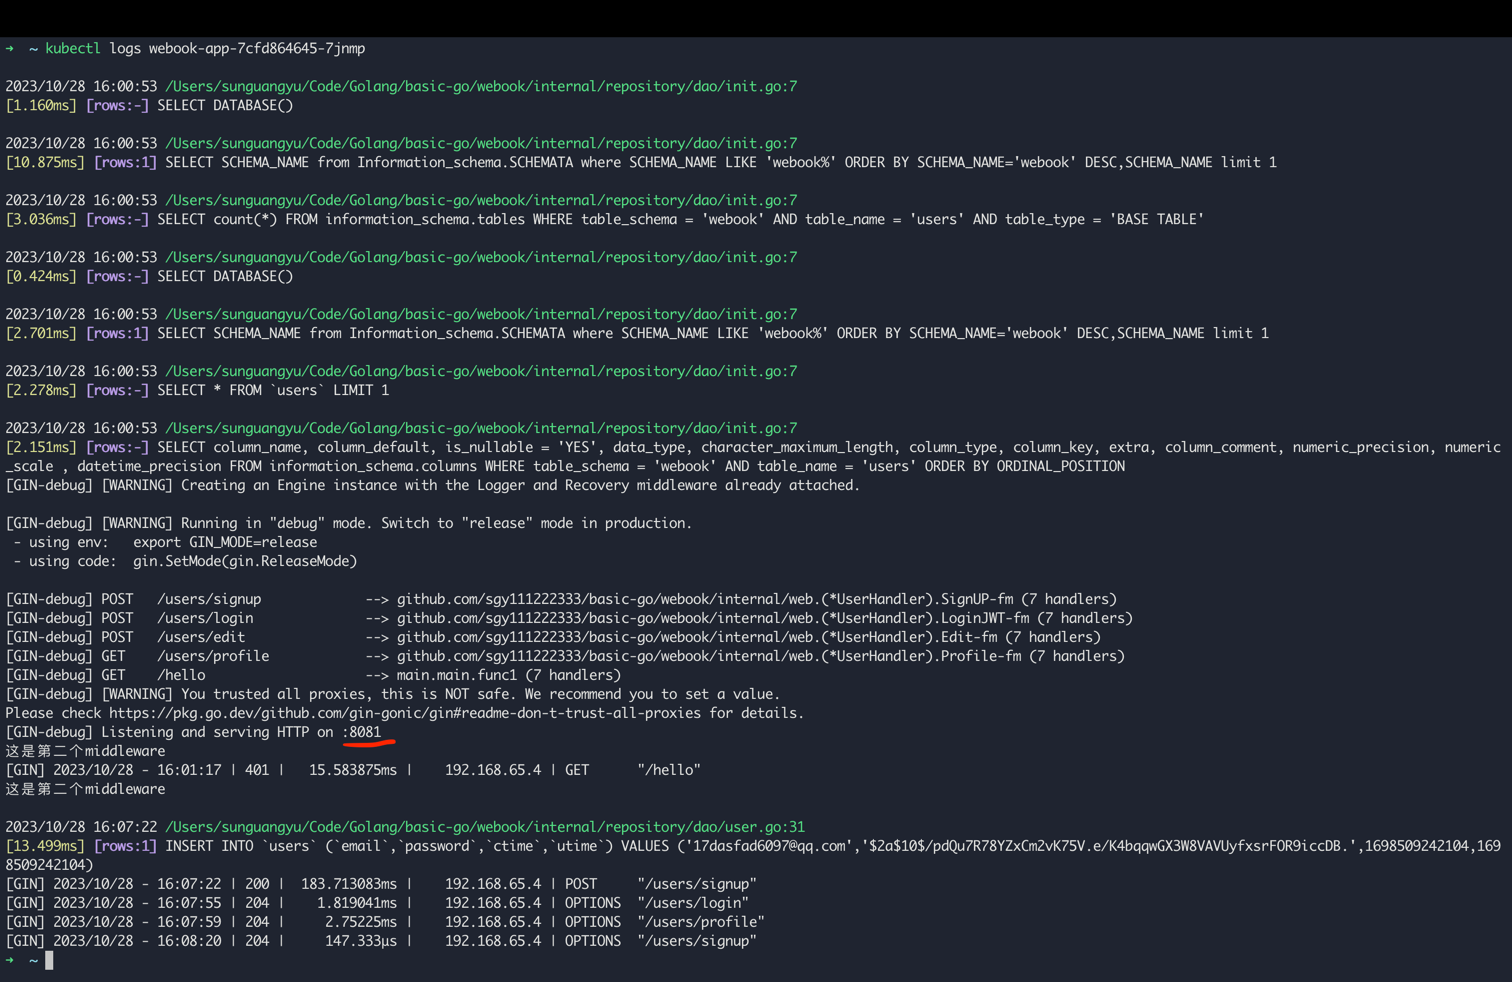 → ~ kubectl logs webook-app-7cfd864645-7jnmp
2023/10/28 16:00:53 /Users/sunguangyu/Code/Golang/basic-go/webook/internal/repository/dao/init.go:7
[1.160ms] [rows:-] SELECT DATABASE()
2023/10/28 16:00:53 /Users/sunguangyu/Code/Golang/basic-go/webook/internal/repository/dao/init.go:7
[10.875ms] [rows:1] SELECT SCHEMA_NAME from Information_schema.SCHEMATA where SCHEMA_NAME LIKE 'webook%' ORDER BY SCHEMA_NAME='webook' DESC,SCHEMA_NAME limit 1
2023/10/28 16:00:53 /Users/sunguangyu/Code/Golang/basic-go/webook/internal/repository/dao/init.go:7
[3.036ms] [rows:-] SELECT count(*) FROM information_schema.tables WHERE table_schema = 'webook' AND table_name = 'users' AND table_type = 'BASE TABLE'
2023/10/28 16:00:53 /Users/sunguangyu/Code/Golang/basic-go/webook/internal/repository/dao/init.go:7
[0.424ms] [rows:-] SELECT DATABASE()
2023/10/28 16:00:53 /Users/sunguangyu/Code/Golang/basic-go/webook/internal/repository/dao/init.go:7
[2.701ms] [rows:1] SELECT SCHEMA_NAME from Information_schema.SCHEMATA where SCHEMA_NAME LIKE 'webook%' ORDER BY SCHEMA_NAME='webook' DESC,SCHEMA_NAME limit 1
2023/10/28 16:00:53 /Users/sunguangyu/Code/Golang/basic-go/webook/internal/repository/dao/init.go:7
[2.278ms] [rows:-] SELECT * FROM `users` LIMIT 1
2023/10/28 16:00:53 /Users/sunguangyu/Code/Golang/basic-go/webook/internal/repository/dao/init.go:7
[2.151ms] [rows:-] SELECT column_name, column_default, is_nullable = 'YES', data_type, character_maximum_length, column_type, column_key, extra, column_comment, numeric_precision, numeric
_scale , datetime_precision FROM information_schema.columns WHERE table_schema = 'webook' AND table_name = 'users' ORDER BY ORDINAL_POSITION
[GIN-debug] [WARNING] Creating an Engine instance with the Logger and Recovery middleware already attached.
[GIN-debug] [WARNING] Running in "debug" mode. Switch to "release" mode in production.
- using env: export GIN_MODE=release
- using code: gin.SetMode(gin.ReleaseMode)
[GIN-debug] POST /users/signup --> github.com/sgy111222333/basic-go/webook/internal/web.(*UserHandler).SignUP-fm (7 handlers)
[GIN-debug] POST /users/login --> github.com/sgy111222333/basic-go/webook/internal/web.(*UserHandler).LoginJWT-fm (7 handlers)
[GIN-debug] POST /users/edit --> github.com/sgy111222333/basic-go/webook/internal/web.(*UserHandler).Edit-fm (7 handlers)
[GIN-debug] GET /users/profile --> github.com/sgy111222333/basic-go/webook/internal/web.(*UserHandler).Profile-fm (7 handlers)
[GIN-debug] GET /hello --> main.main.func1 (7 handlers)
[GIN-debug] [WARNING] You trusted all proxies, this is NOT safe. We recommend you to set a value.
Please check https://pkg.go.dev/github.com/gin-gonic/gin#readme-don-t-trust-all-proxies for details.
[GIN-debug] Listening and serving HTTP on :8081
这是第二个middleware
[GIN] 2023/10/28 - 16:01:17 | 401 | 15.583875ms | 192.168.65.4 | GET "/hello"
这是第二个middleware
2023/10/28 16:07:22 /Users/sunguangyu/Code/Golang/basic-go/webook/internal/repository/dao/user.go:31
[13.499ms] [rows:1] INSERT INTO `users` (`email`,`password`,`ctime`,`utime`) VALUES ('17dasfad6097@qq.com','$2a$10$/pdQu7R78YZxCm2vK75V.e/K4bqqwGX3W8VAVUyfxsrFOR9iccDB.',1698509242104,169
8509242104)
[GIN] 2023/10/28 - 16:07:22 | 200 | 183.713083ms | 192.168.65.4 | POST "/users/signup"
[GIN] 2023/10/28 - 16:07:55 | 204 | 1.819041ms | 192.168.65.4 | OPTIONS "/users/login"
[GIN] 2023/10/28 - 16:07:59 | 204 | 2.75225ms | 192.168.65.4 | OPTIONS "/users/profile"
[GIN] 2023/10/28 - 16:08:20 | 204 | 147.333µs | 192.168.65.4 | OPTIONS "/users/signup"
→ ~